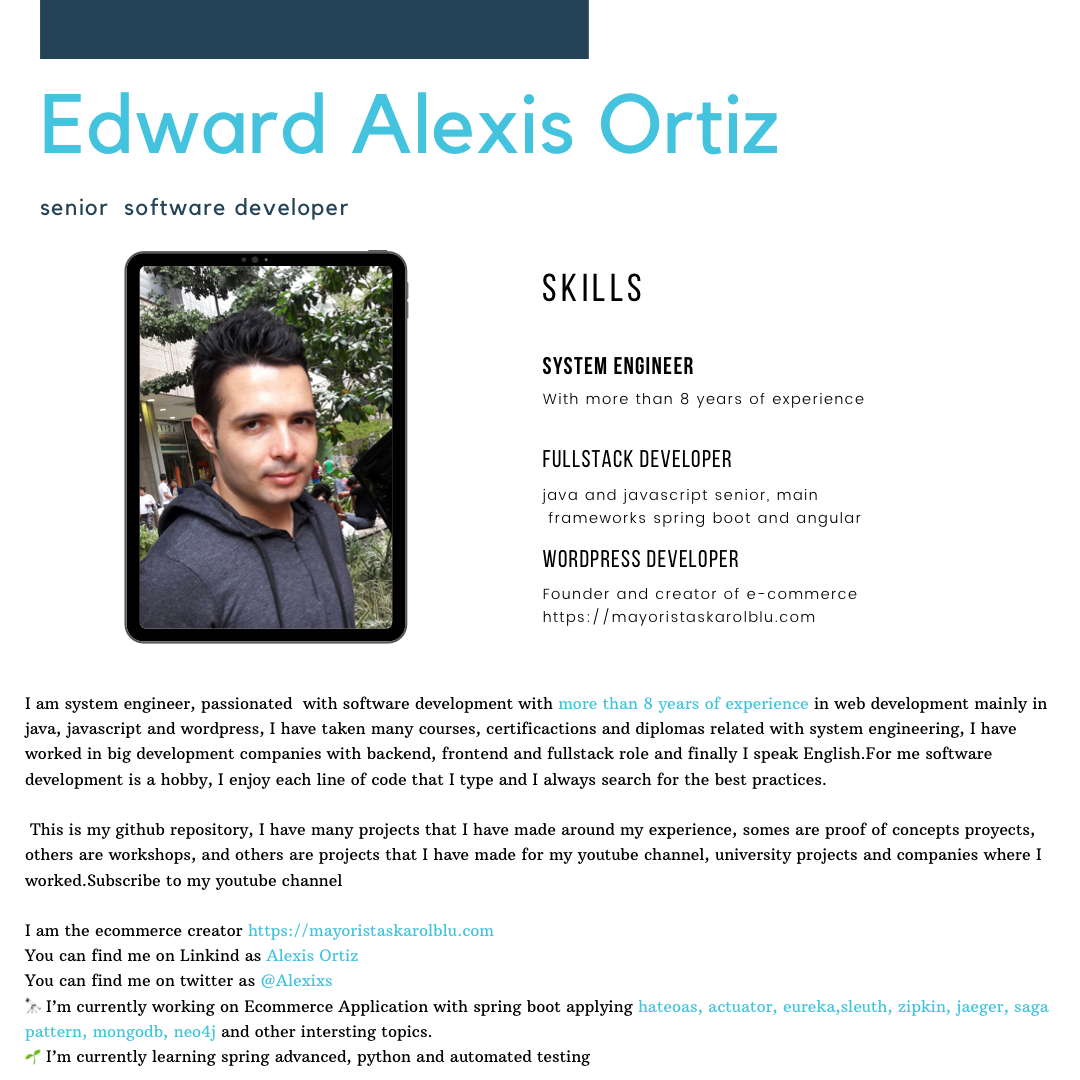 Edward Alexis Ortiz
senior software developer
SKILLS
SYSTEM ENGINEER
With more than 8 years of experience
FULLSTACK DEVELOPER
java and javascript senior, main
frameworks spring boot and angular
WORDPRESS DEVELOPER
Founder and creator of e-commerce
https://mayoristaskarolblu.com
I am system engineer, passionated with software development with more than 8 years of experience in web development mainly in
java, javascript and wordpress, I have taken many courses, certificactions and diplomas related with system engineering, I have
worked in big development companies with backend, frontend and fullstack role and finally I speak English.For me software
development is a hobby, I enjoy each line of code that I type and I always search for the best practices.
This is my github repository, I have many projects that I have made around my experience, somes are proof of concepts proyects,
others are workshops, and others are projects that I have made for my youtube channel, university projects and companies where I
worked.Subscribe to my youtube channel
I am the ecommerce creator https://mayoristaskarolblu.com
You can find me on Linkind as Alexis Ortiz
You can find me on twitter as @Alexixs
🔭 I'm currently working on Ecommerce Application with spring boot applying hateoas, actuator, eureka,sleuth, zipkin, jaeger, saga
pattern, mongodb, neo4j and other intersting topics.
🌱 I'm currently learning spring advanced, python and automated testing